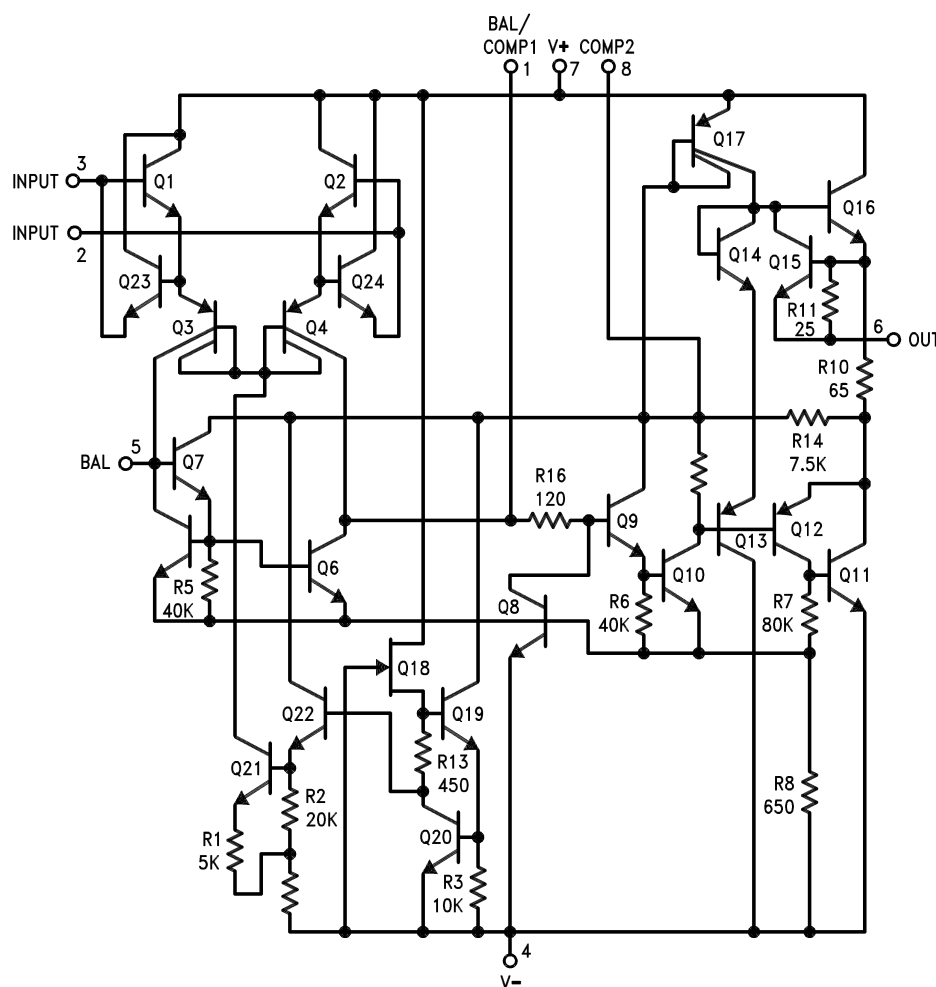 BAL/
COMP1 V+ COMP2
1 7 8
Q17
3
INPUT Q1 Q2
Q16
INPUT
2
Q14 Q15
Q23 Q24
R11
25
6
OUT
Q3 Q4
R10
65
R14
7.5K
5
BAL Q7
R16
120
Q9
Q13 Q12
Q6
Q10 Q11
R5
40K
Q8
R6
40K
R7
80K
Q18
Q22 Q19
Q21
R13
450
R2
20K
R8
650
R1
5K
Q20
R3
10K
4
V-